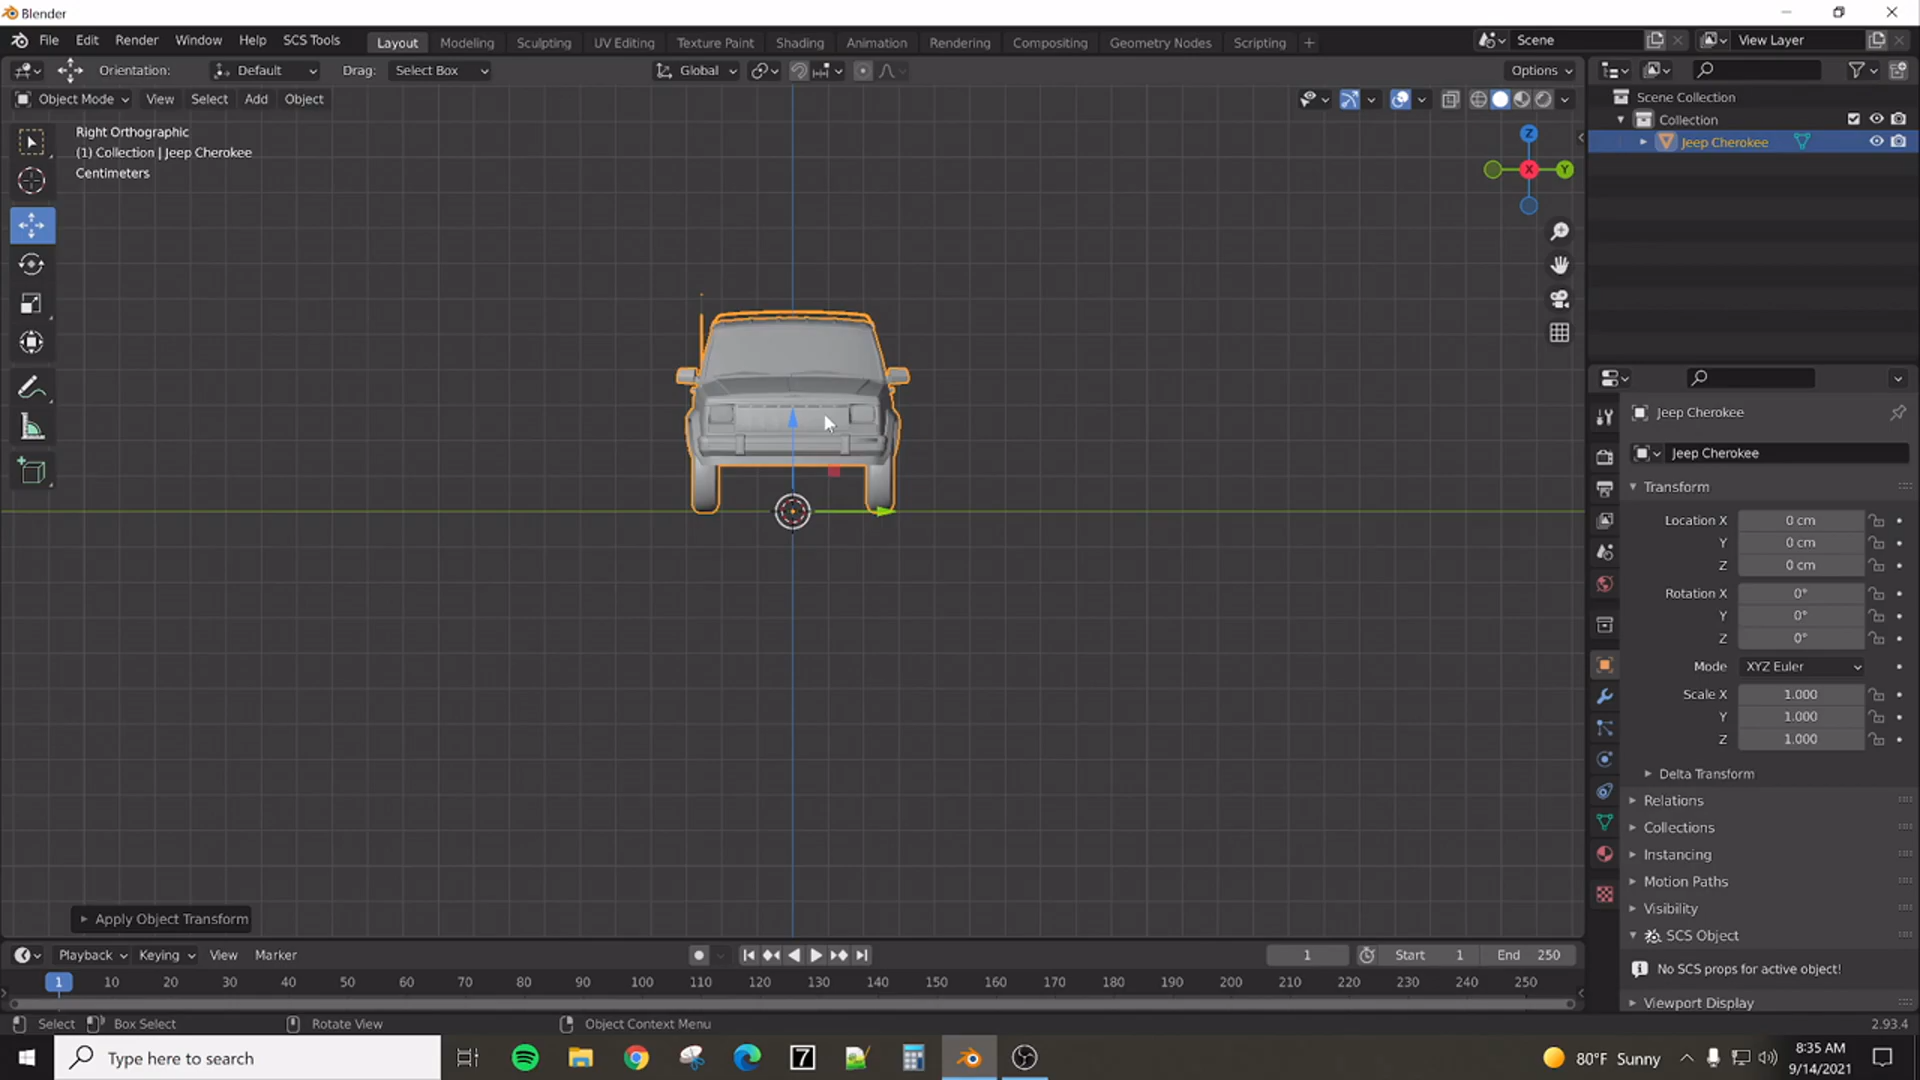 Blender
File Edit Render Window Help SCS Tools Layout Modeling Sculpting UV Editing Texture Paint Shading Animation Rendering Compositing Geometry Nodes Scripting + Scene View Layer
Orientation: Default Drag: Select Box Global Options
Object Mode View Select Add Object
Right Orthographic
(1) Collection | Jeep Cherokee
Centimeters
Z
X
Y
Scene Collection
Collection
Jeep Cherokee
Jeep Cherokee
Jeep Cherokee
Transform
Location X 0 cm
Y 0 cm
Z 0 cm
Rotation X 0°
Y 0°
Z 0°
Mode XYZ Euler
Scale X 1.000
Y 1.000
Z 1.000
Delta Transform
Relations
Collections
Instancing
Motion Paths
Visibility
SCS Object
No SCS props for active object!
Viewport Display
Apply Object Transform
Playback Keying View Marker 1 Start 1 End 250
1 10 20 30 40 50 60 70 80 90 100 110 120 130 140 150 160 170 180 190 200 210 220 230 240 250
Select Box Select Rotate View Object Context Menu 2.93.4
Type here to search 7 80°F Sunny 8:35 AM
9/14/2021